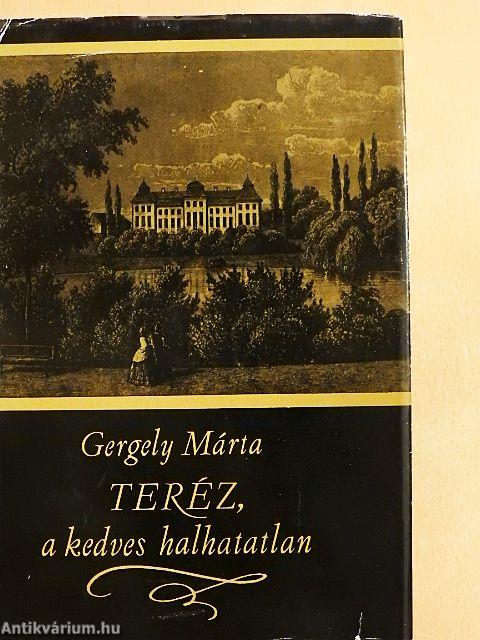 Gergely Márta
TERÉZ,
a kedves halhatatlan
Antikvárium.hu